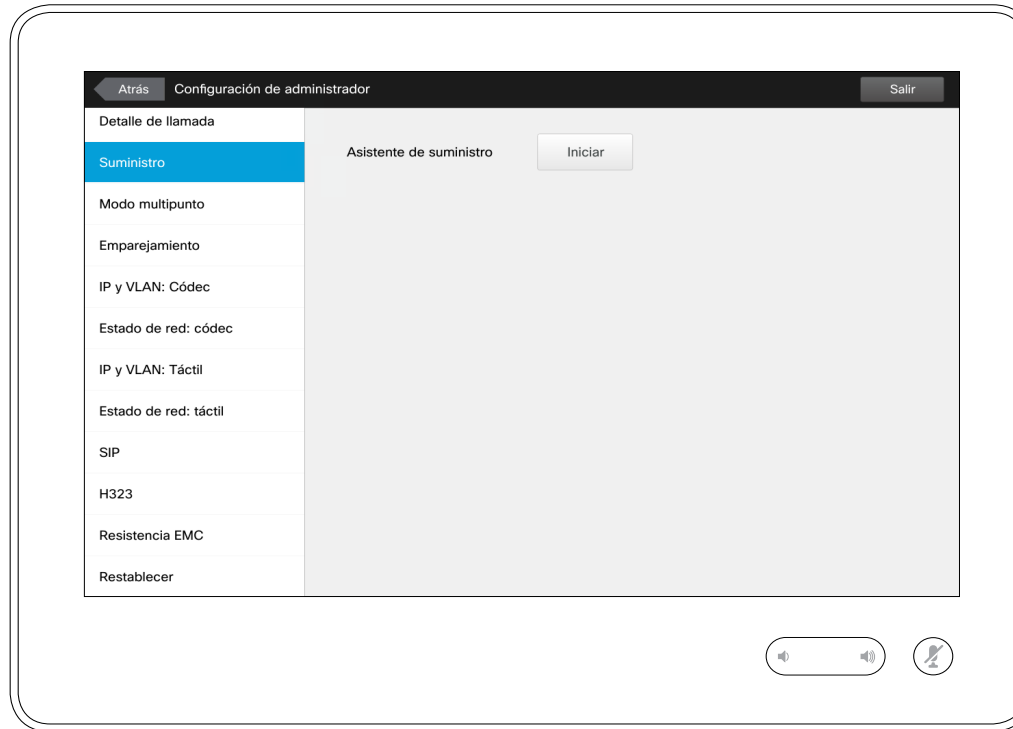 Atrás Configuración de administrador Salir
Detalle de llamada
Suministro
Asistente de suministro Iniciar
Modo multipunto
Emparejamiento
IP y VLAN: Códec
Estado de red: códec
IP y VLAN: Táctil
Estado de red: táctil
SIP
H323
Resistencia EMC
Restablecer